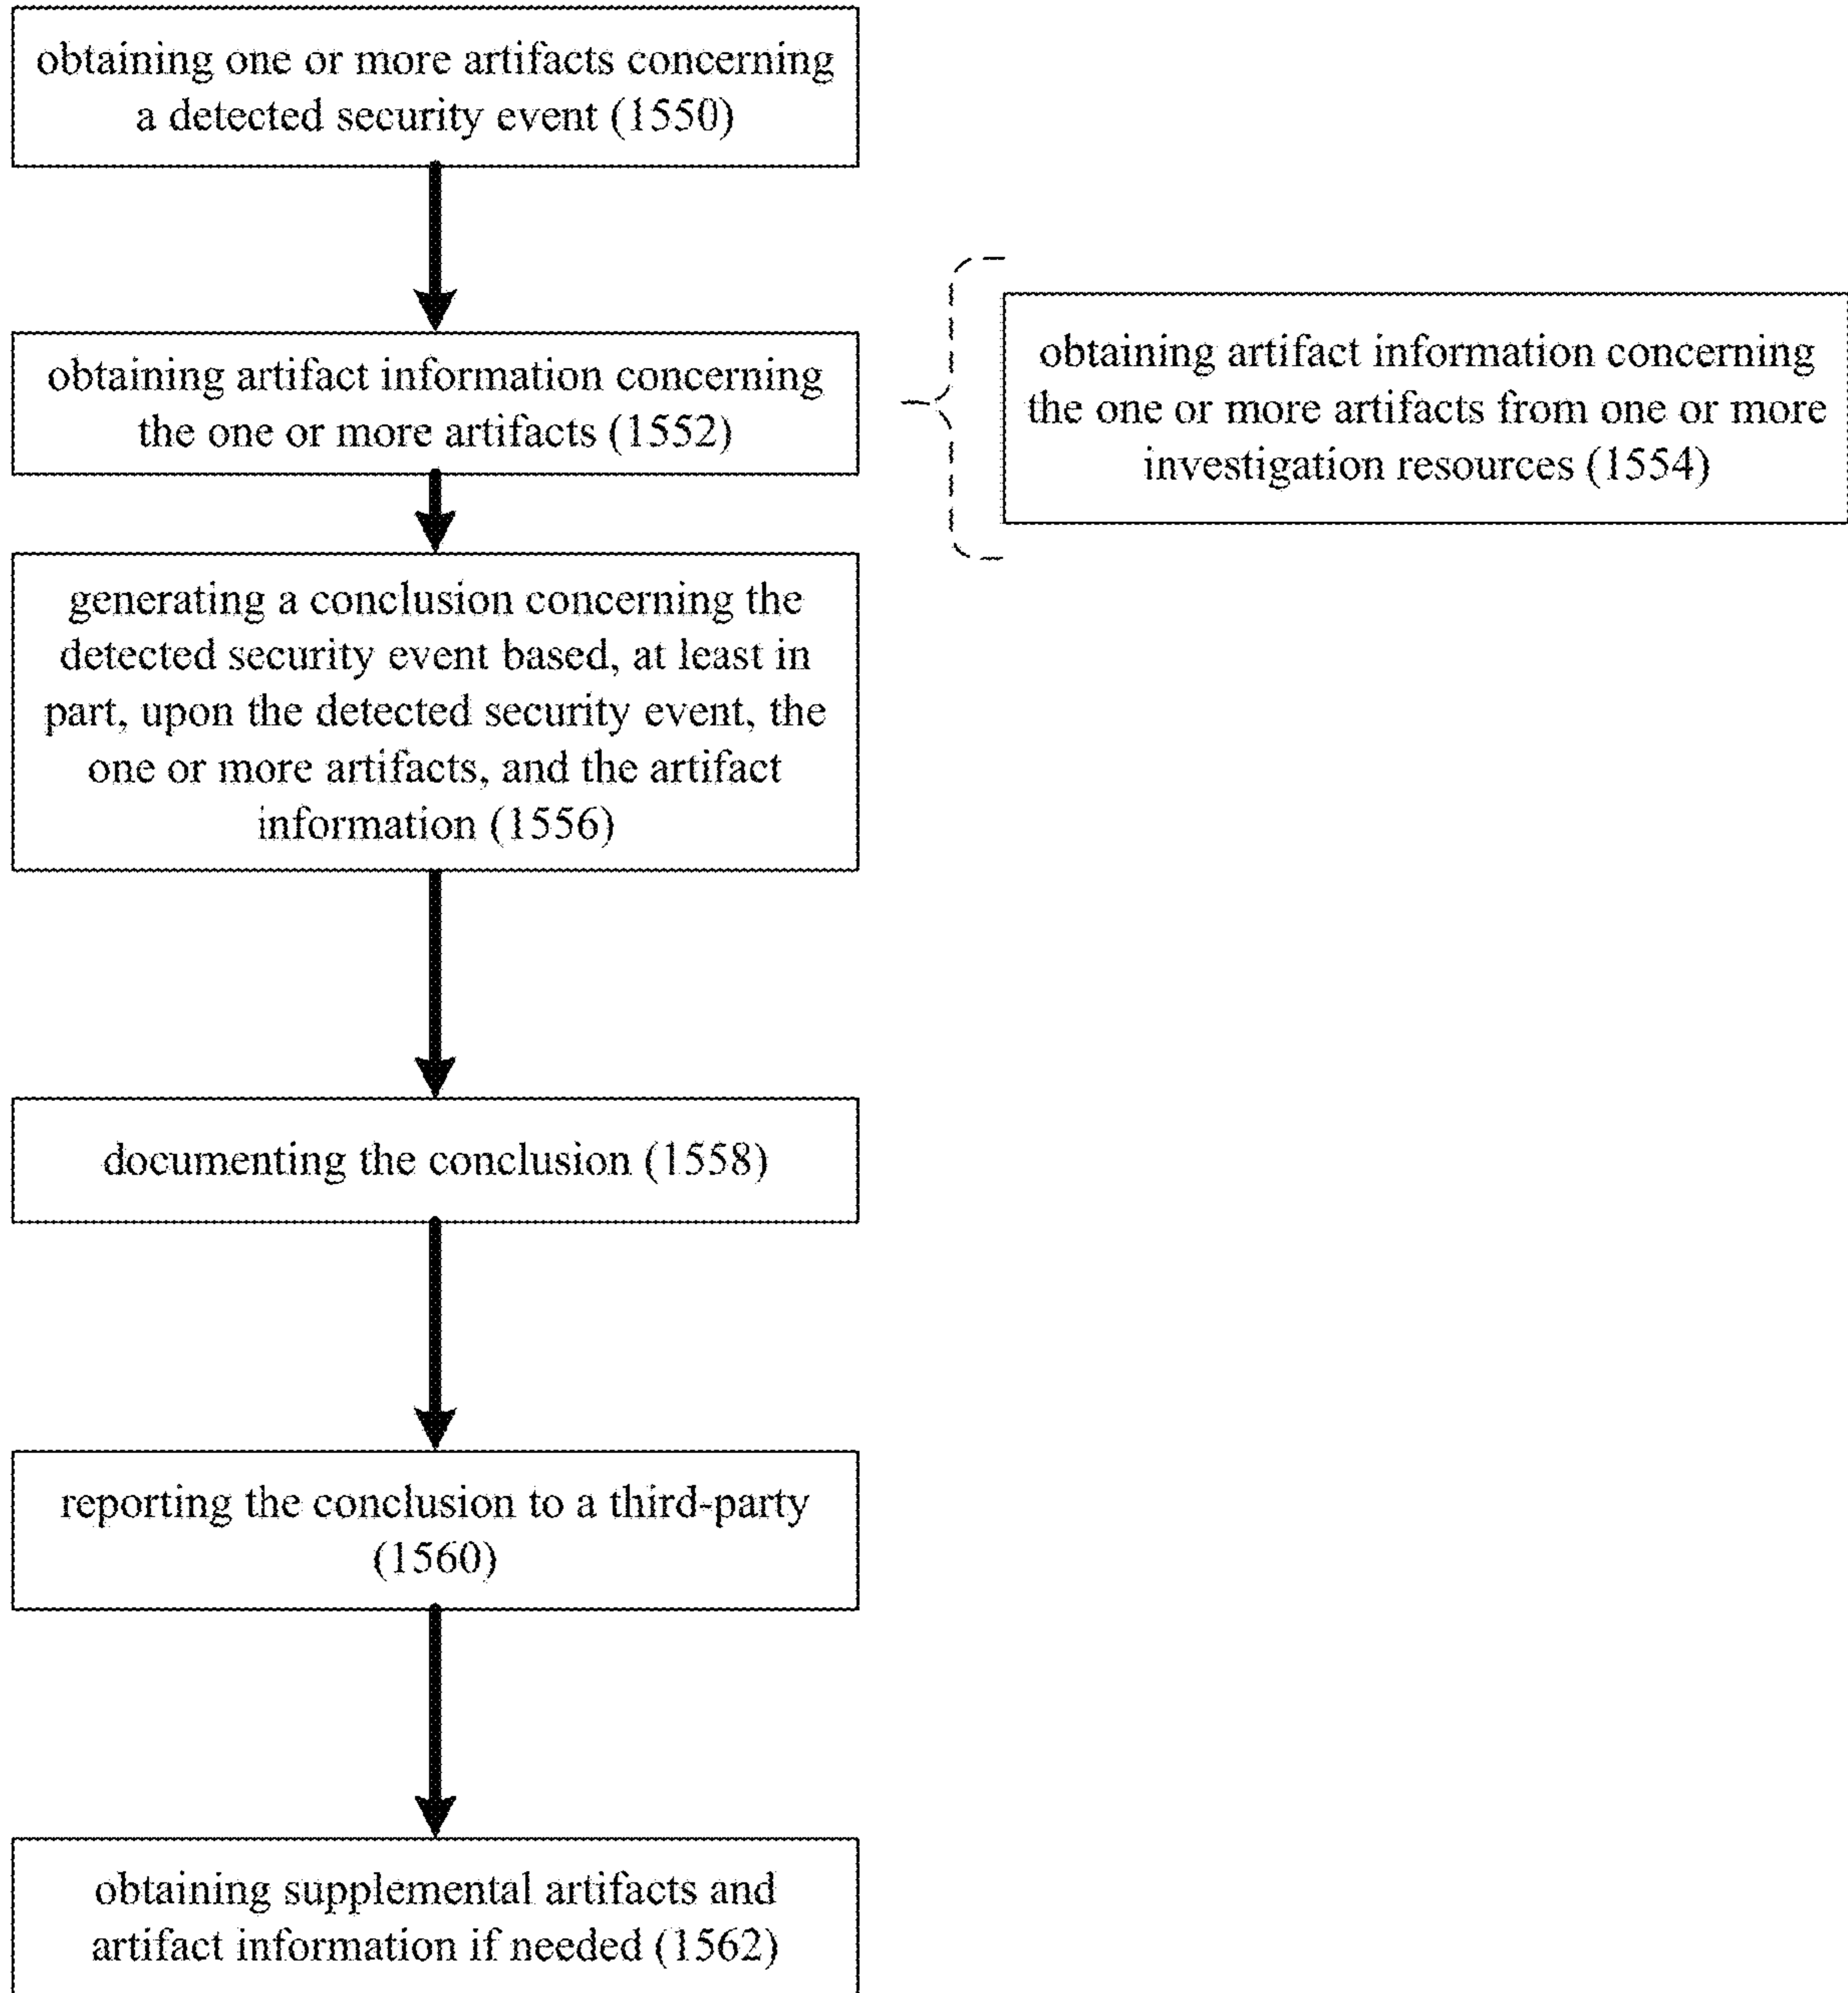 obtaining one or more artifacts concerning
a detected security event (1550)
obtaining artifact information concerning
the one or more artifacts (1552)
obtaining artifact information concerning
the one or more artifacts from one or more
investigation resources (1554)
generating a conclusion concerning the
detected security event based, at least in
part, upon the detected security event, the
one or more artifacts, and the artifact
information (1556)
documenting the conclusion (1558)
reporting the conclusion to a third-party
(1560)
obtaining supplemental artifacts and
artifact information if needed (1562)